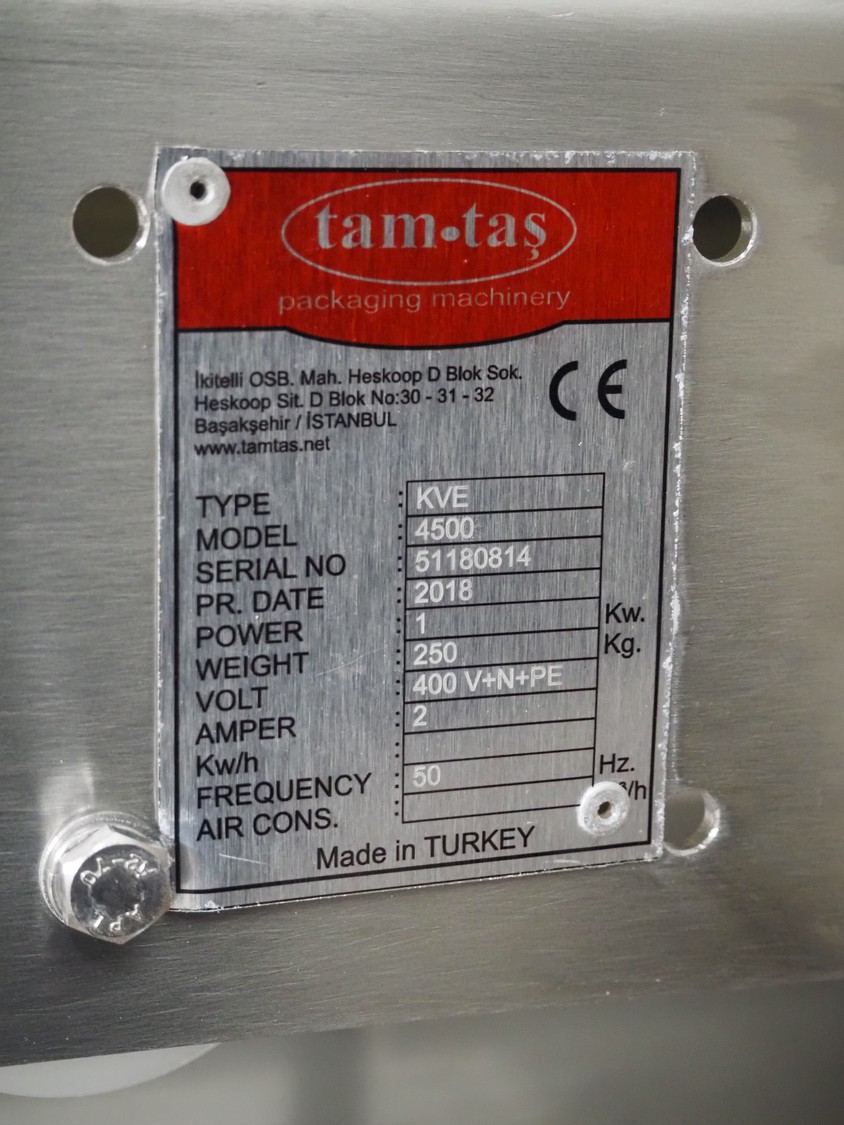 tam•taş
packaging machinery
İkitelli OSB. Mah. Heskoop D Blok Sok.
Heskoop Sit. D Blok No:30 - 31 - 32
Başakşehir / İSTANBUL
www.tamtas.net
CE
TYPE : KVE
MODEL : 4500
SERIAL NO : 51180814
PR. DATE : 2018
POWER : 1 Kw.
WEIGHT : 250 Kg.
VOLT : 400 V+N+PE
AMPER : 2
Kw/h :
FREQUENCY : 50 Hz.
AIR CONS. : /h
Made in TURKEY
A2-70